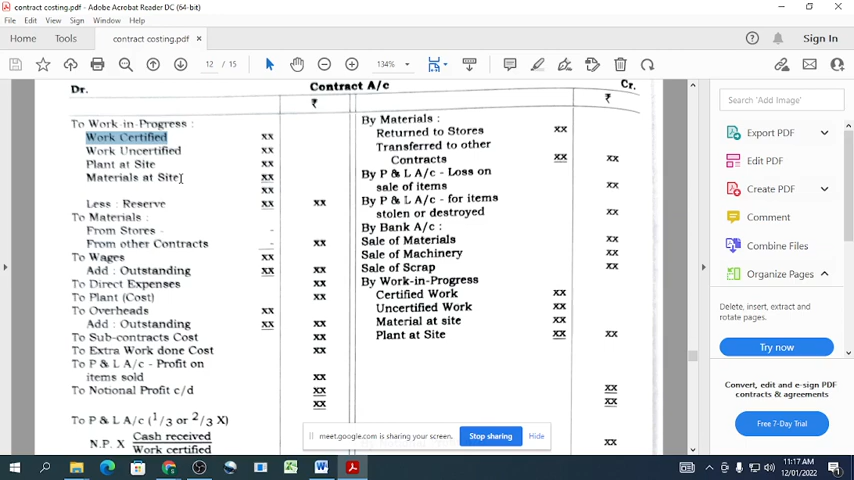 contract costing.pdf - Adobe Acrobat Reader DC (64-bit)
File Edit View Sign Window Help
Home Tools contract costing.pdf × Sign In
12 / 15 134%
Contract A/c
Dr. Cr.
₹ ₹
To Work-in-Progress :
Work Certified xx
Work Uncertified xx
Plant at Site xx
Materials at Site xx
xx
Less : Reserve xx xx
To Materials :
From Stores -
From other Contracts - xx
To Wages xx
Add : Outstanding xx xx
To Direct Expenses xx
To Plant (Cost) xx
To Overheads xx
Add : Outstanding xx xx
To Sub-contracts Cost xx
To Extra Work done Cost xx
To P & L A/c - Profit on
items sold xx
To Notional Profit c/d xx
xx
To P & L A/c (1/3 or 2/3 X)
N.P. X Cash received
Work certified
By Materials :
Returned to Stores xx
Transferred to other
Contracts xx xx
By P & L A/c - Loss on
sale of items xx
By P & L A/c - for items
stolen or destroyed xx
By Bank A/c :
Sale of Materials xx
Sale of Machinery xx
Sale of Scrap xx
By Work-in-Progress
Certified Work xx
Uncertified Work xx
Material at site xx
Plant at Site xx xx
xx
xx
xx
Search 'Add Image'
Export PDF
Edit PDF
Create PDF
Comment
Combine Files
Organize Pages
Delete, insert, extract and
rotate pages.
Try now
Convert, edit and e-sign PDF
contracts & agreements
Free 7-Day Trial
meet.google.com is sharing your screen. Stop sharing Hide
11:17 AM
12/01/2022